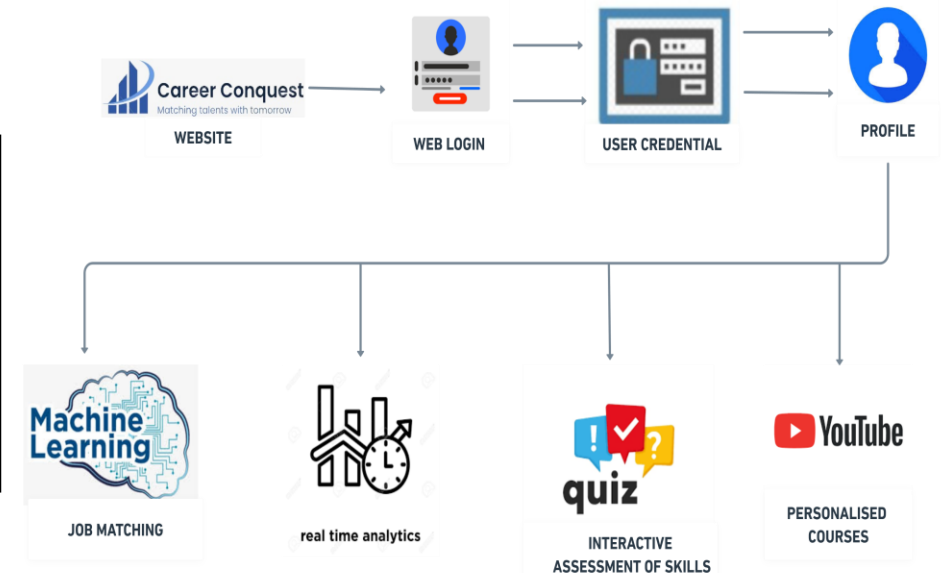 Career Conquest
Matching talents with tomorrow
WEBSITE
WEB LOGIN
USER CREDENTIAL
PROFILE
Machine
Learning
JOB MATCHING
real time analytics
! ?
quiz
INTERACTIVE
ASSESSMENT OF SKILLS
YouTube
PERSONALISED
COURSES